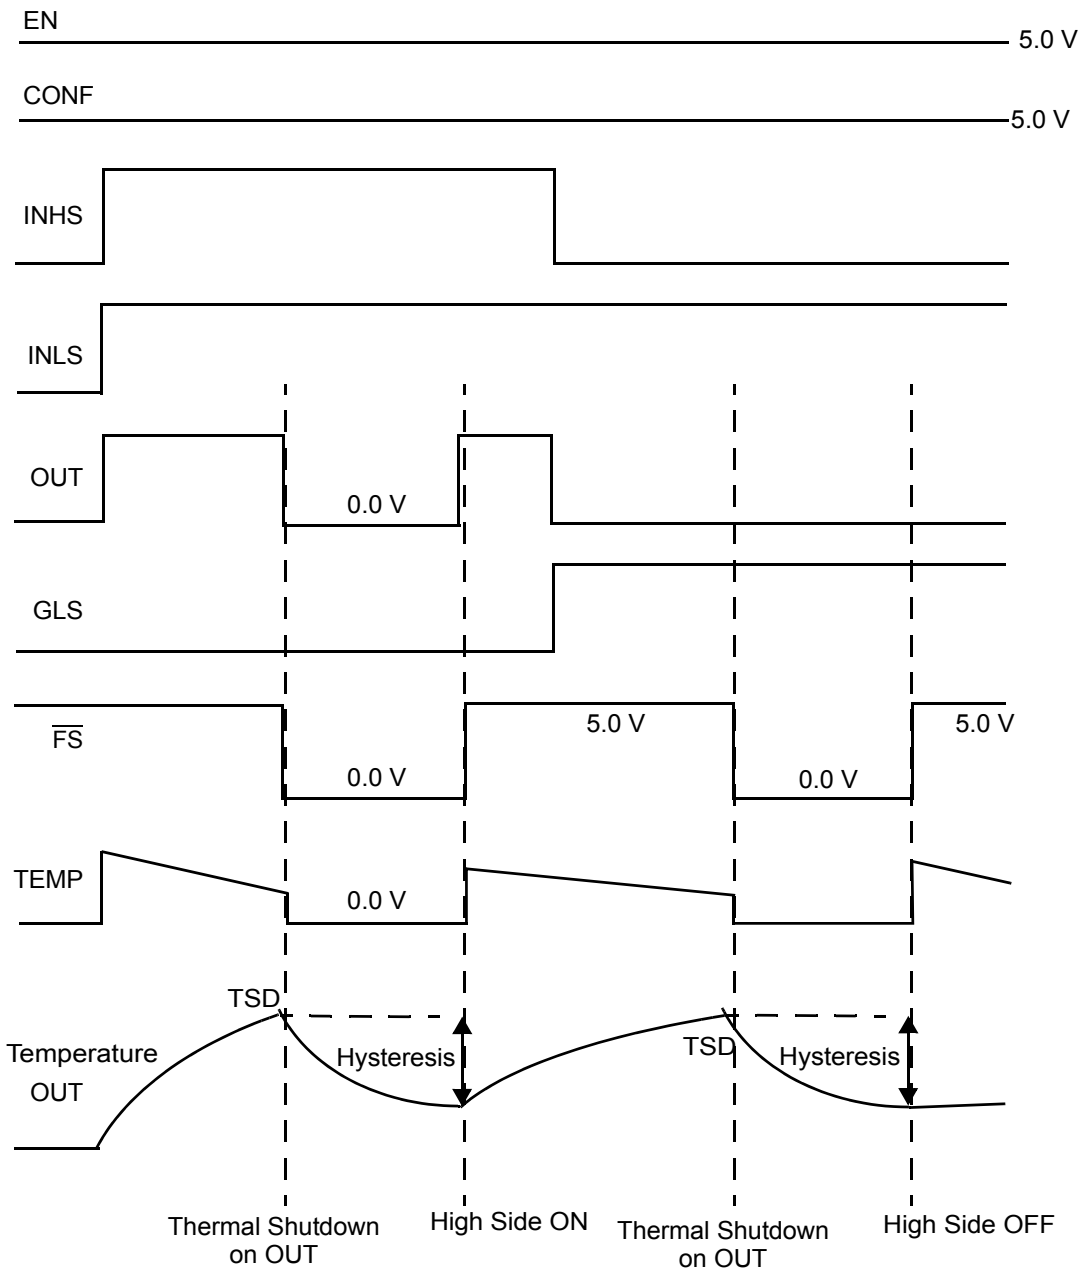 EN
5.0 V
CONF
5.0 V
INHS
INLS
OUT
0.0 V
GLS
FS
5.0 V
5.0 V
0.0 V
0.0 V
TEMP
0.0 V
TSD
Temperature
OUT
Hysteresis
TSD
Hysteresis
Thermal Shutdown
on OUT
High Side ON
Thermal Shutdown
on OUT
High Side OFF